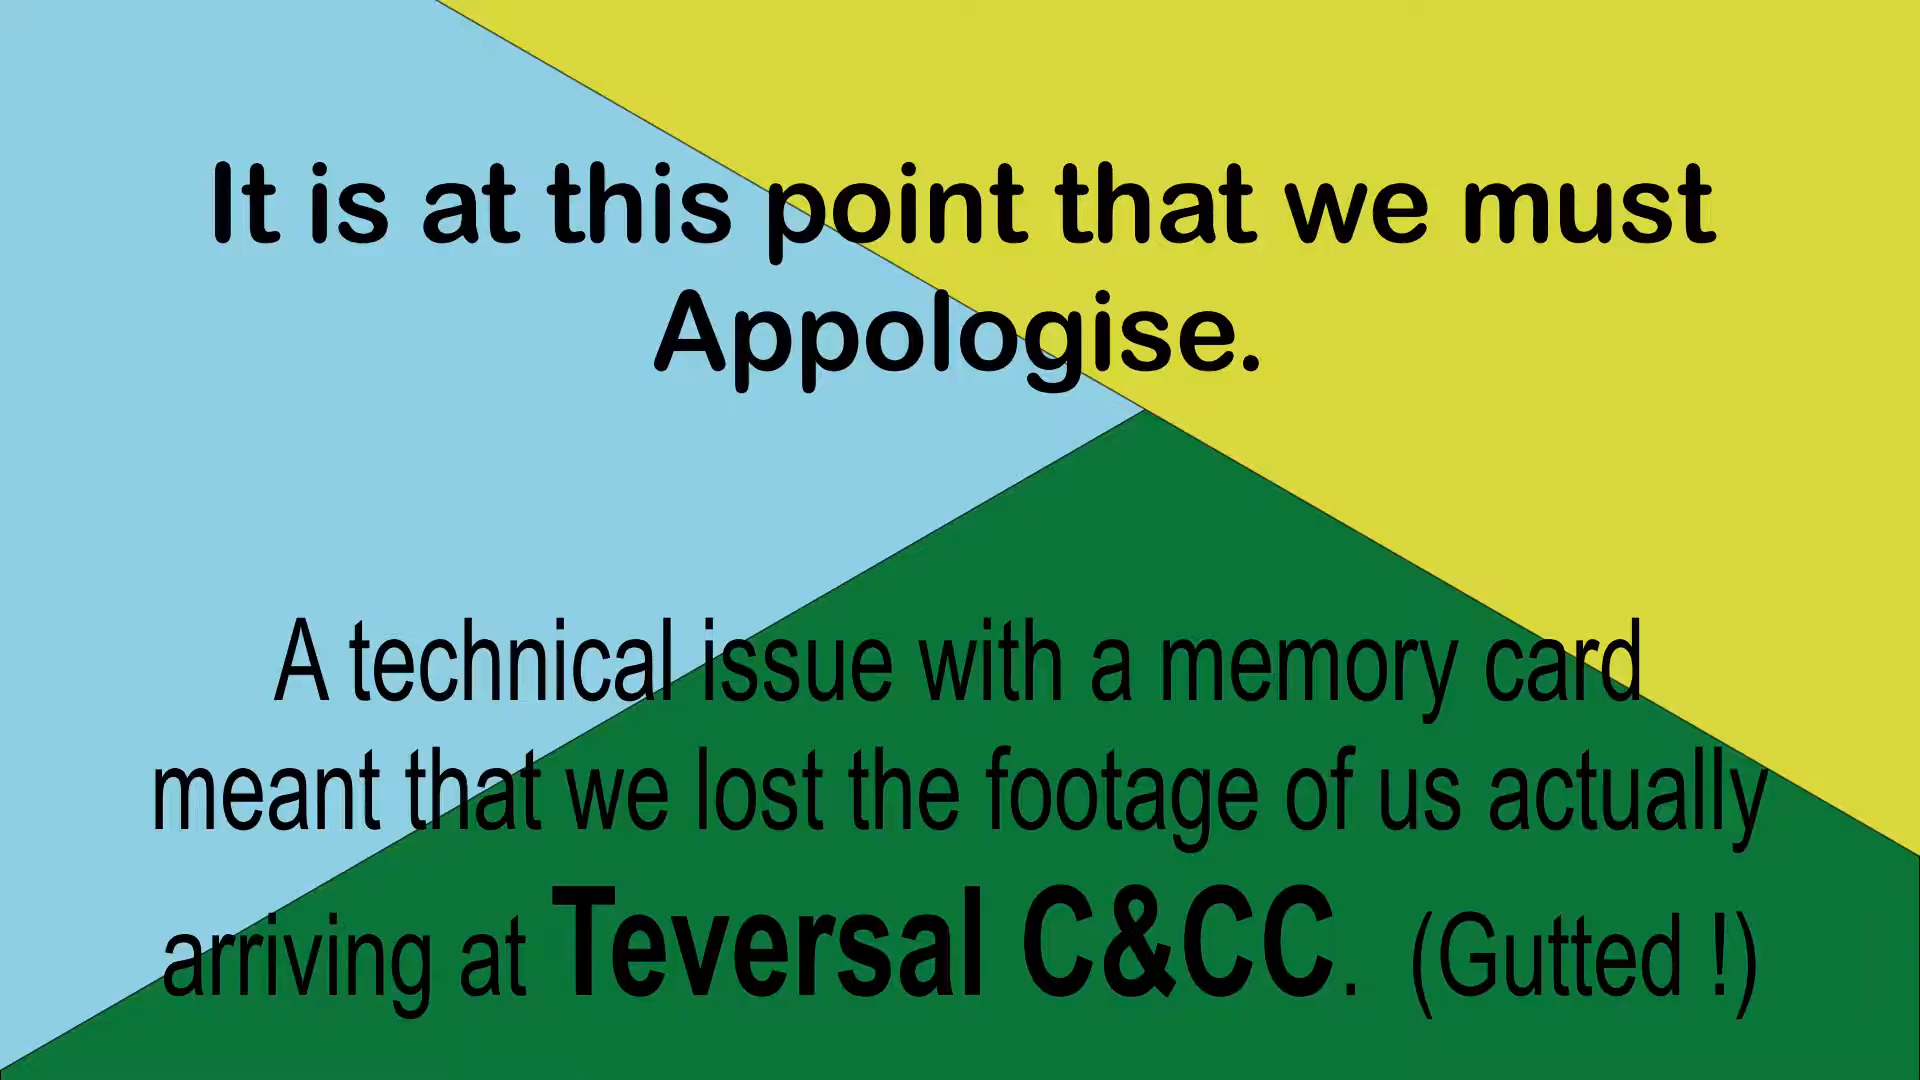 It is at this point that we must
Appologise.
A technical issue with a memory card
meant that we lost the footage of us actually
arriving at Teversal C&CC. (Gutted !)